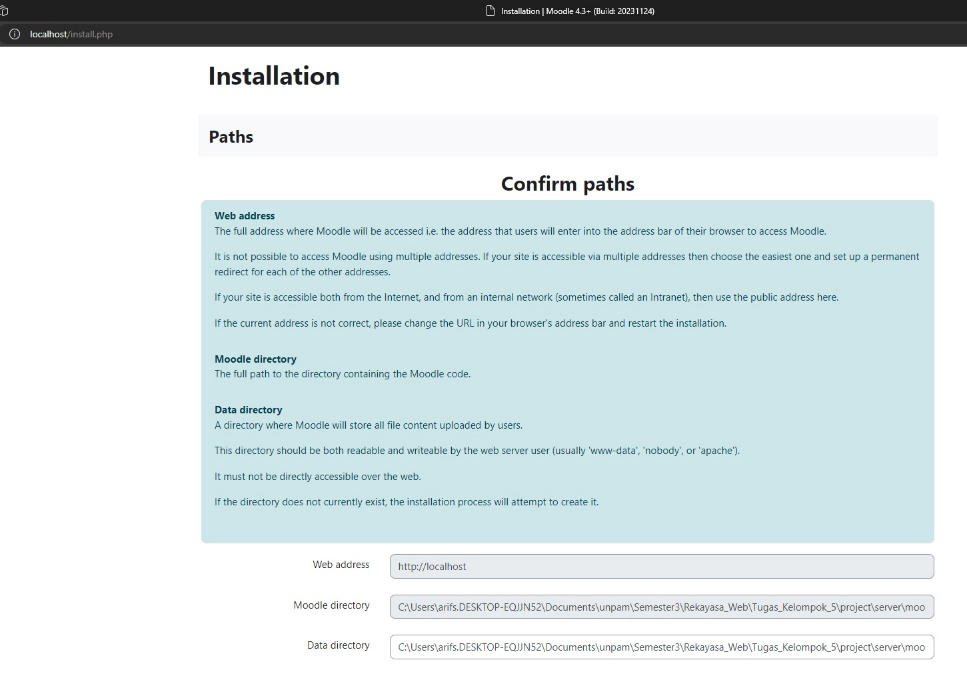 Installation | Moodle 4.3+ (Build: 20231124)
localhost/install.php
Installation
Paths
Confirm paths
Web address
The full address where Moodle will be accessed i.e. the address that users will enter into the address bar of their browser to access Moodle.
It is not possible to access Moodle using multiple addresses. If your site is accessible via multiple addresses then choose the easiest one and set up a permanent
redirect for each of the other addresses.
If your site is accessible both from the Internet, and from an internal network (sometimes called an Intranet), then use the public address here.
If the current address is not correct, please change the URL in your browser's address bar and restart the installation.
Moodle directory
The full path to the directory containing the Moodle code.
Data directory
A directory where Moodle will store all file content uploaded by users.
This directory should be both readable and writeable by the web server user (usually 'www-data', 'nobody', or 'apache').
It must not be directly accessible over the web.
If the directory does not currently exist, the installation process will attempt to create it.
Web address http://localhost
Moodle directory C:\Users\arifs.DESKTOP-EQJJN52\Documents\unpam\Semester3\Rekayasa_Web\Tugas_Kelompok_5\project\server\moo
Data directory C:\Users\arifs.DESKTOP-EQJJN52\Documents\unpam\Semester3\Rekayasa_Web\Tugas_Kelompok_5\project\server\moo